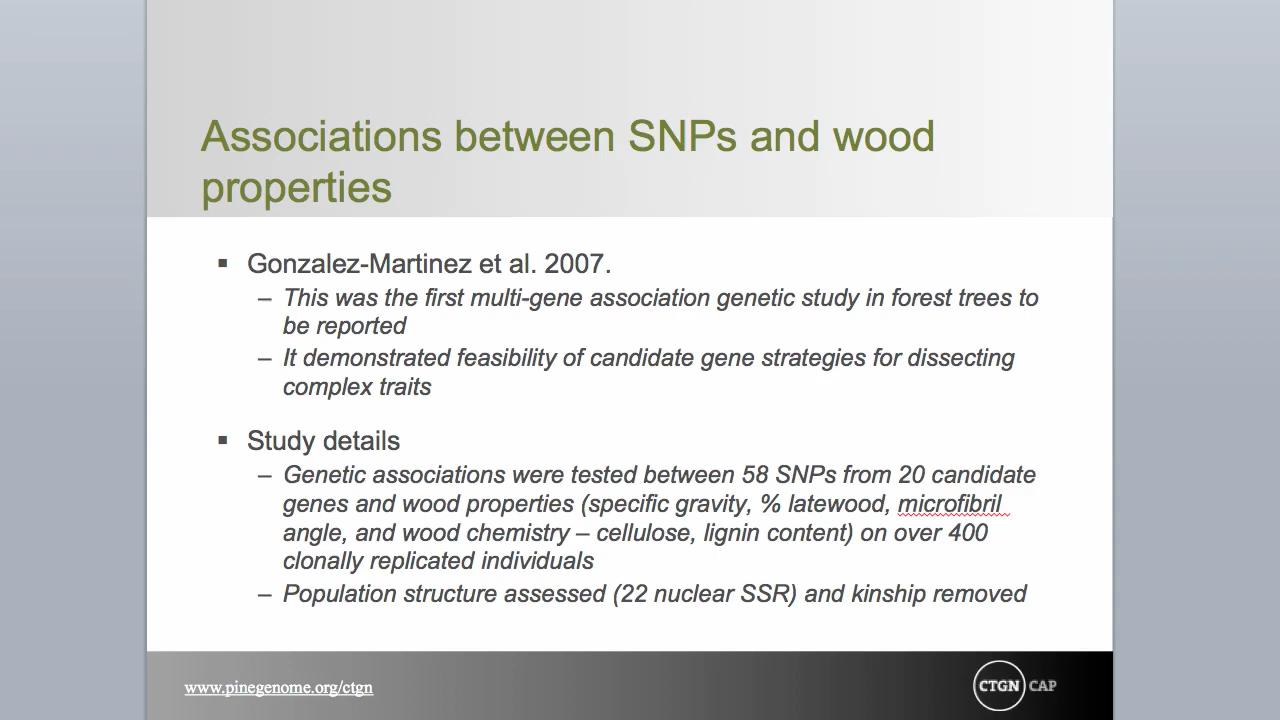 Associations between SNPs and wood
properties
▪ Gonzalez-Martinez et al. 2007.
– This was the first multi-gene association genetic study in forest trees to
be reported
– It demonstrated feasibility of candidate gene strategies for dissecting
complex traits
▪ Study details
– Genetic associations were tested between 58 SNPs from 20 candidate
genes and wood properties (specific gravity, % latewood, microfibril
angle, and wood chemistry – cellulose, lignin content) on over 400
clonally replicated individuals
– Population structure assessed (22 nuclear SSR) and kinship removed
www.pinegenome.org/ctgn
CTGN CAP